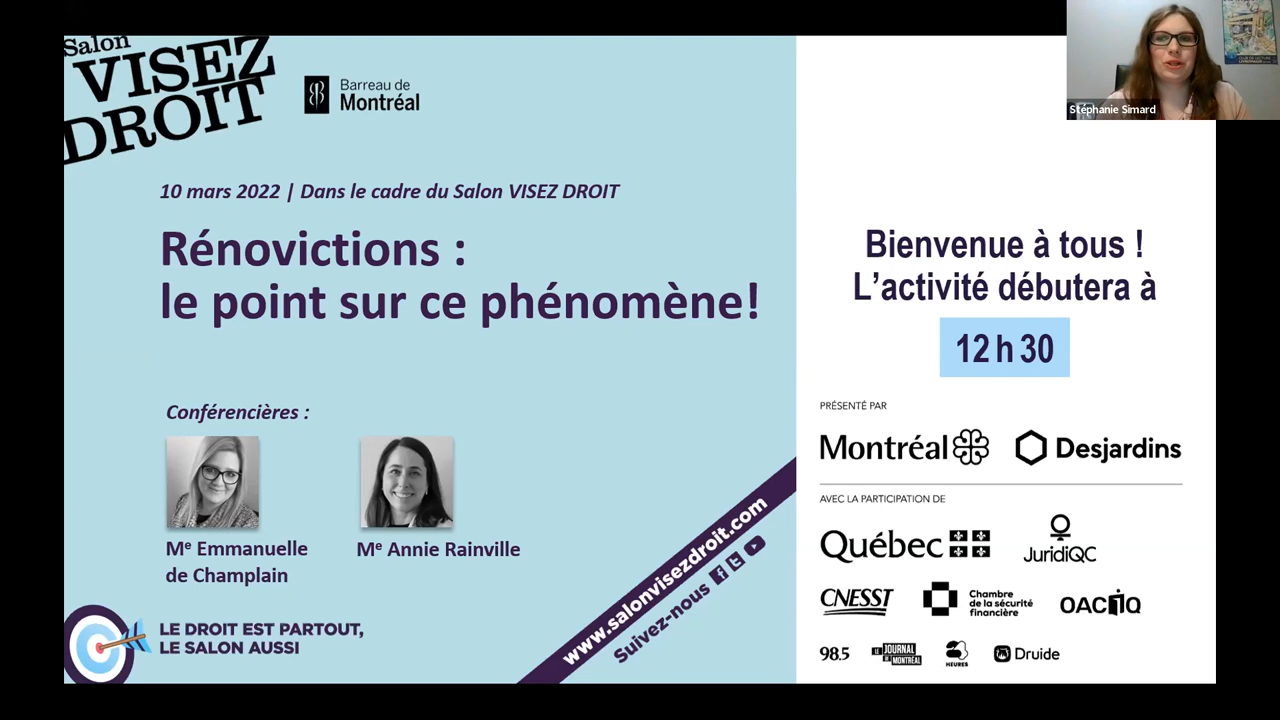 Salon
VISEZ
DROIT
Barreau de
Montréal
10 mars 2022 | Dans le cadre du Salon VISEZ DROIT
Rénovictions :
le point sur ce phénomène!
Conférencières :
Me Emmanuelle
de Champlain
Me Annie Rainville
LE DROIT EST PARTOUT,
LE SALON AUSSI
www.salonvisezdroit.com
Suivez-nous
Stéphanie Simard
Bienvenue à tous !
L'activité débutera à
12 h 30
PRÉSENTÉ PAR
Montréal
Desjardins
AVEC LA PARTICIPATION DE
Québec
JuridiQC
CNESST
Chambre
de la sécurité
financière
OACIQ
98.5
LE JOURNAL
DE MONTRÉAL
24
HEURES
Druide